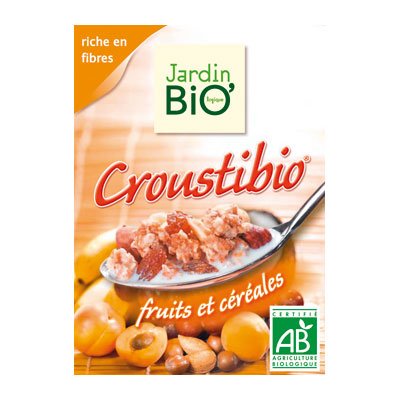 riche en
fibres
Jardin
BiO'
logique
Croustibio®
fruits et céréales
CERTIFIÉ
AB
AGRICULTURE
BIOLOGIQUE